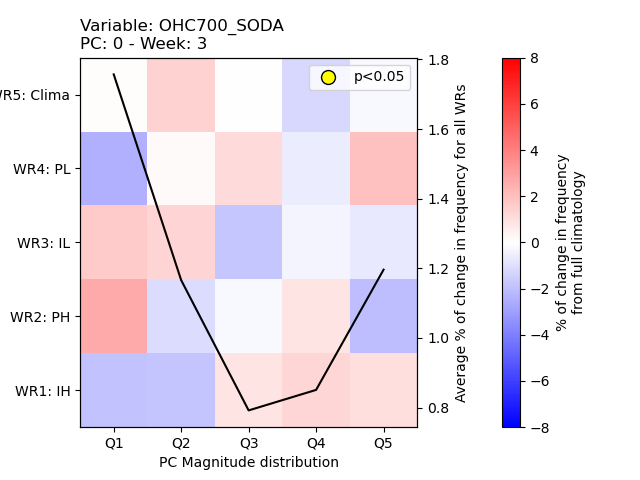 Variable: OHC700_SODA
PC: 0 - Week: 3
p<0.05
R5: Clima
WR4: PL
WR3: IL
WR2: PH
WR1: IH
Q1 Q2 Q3 Q4 Q5
PC Magnitude distribution
1.8
1.6
1.4
1.2
1.0
0.8
Average % of change in frequency for all WRs
8
6
4
2
0
−2
−4
−6
−8
% of change in frequency
from full climatology